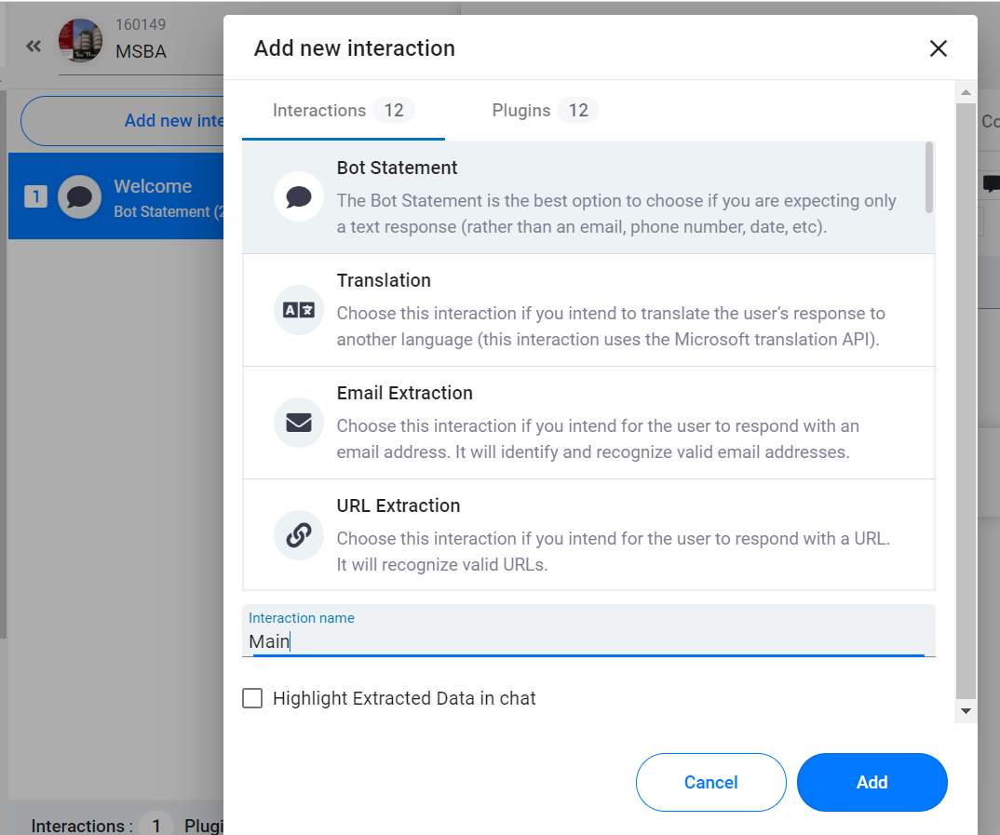 160149
MSBA
Add new inte
1
Welcome
Bot Statement (2
Interactions : 1 Plugi
Add new interaction
Interactions 12 Plugins 12
Bot Statement
The Bot Statement is the best option to choose if you are expecting only
a text response (rather than an email, phone number, date, etc).
Translation
Choose this interaction if you intend to translate the user’s response to
another language (this interaction uses the Microsoft translation API).
Email Extraction
Choose this interaction if you intend for the user to respond with an
email address. It will identify and recognize valid email addresses.
URL Extraction
Choose this interaction if you intend for the user to respond with a URL.
It will recognize valid URLs.
Interaction name
Main
Highlight Extracted Data in chat
Cancel Add
Co